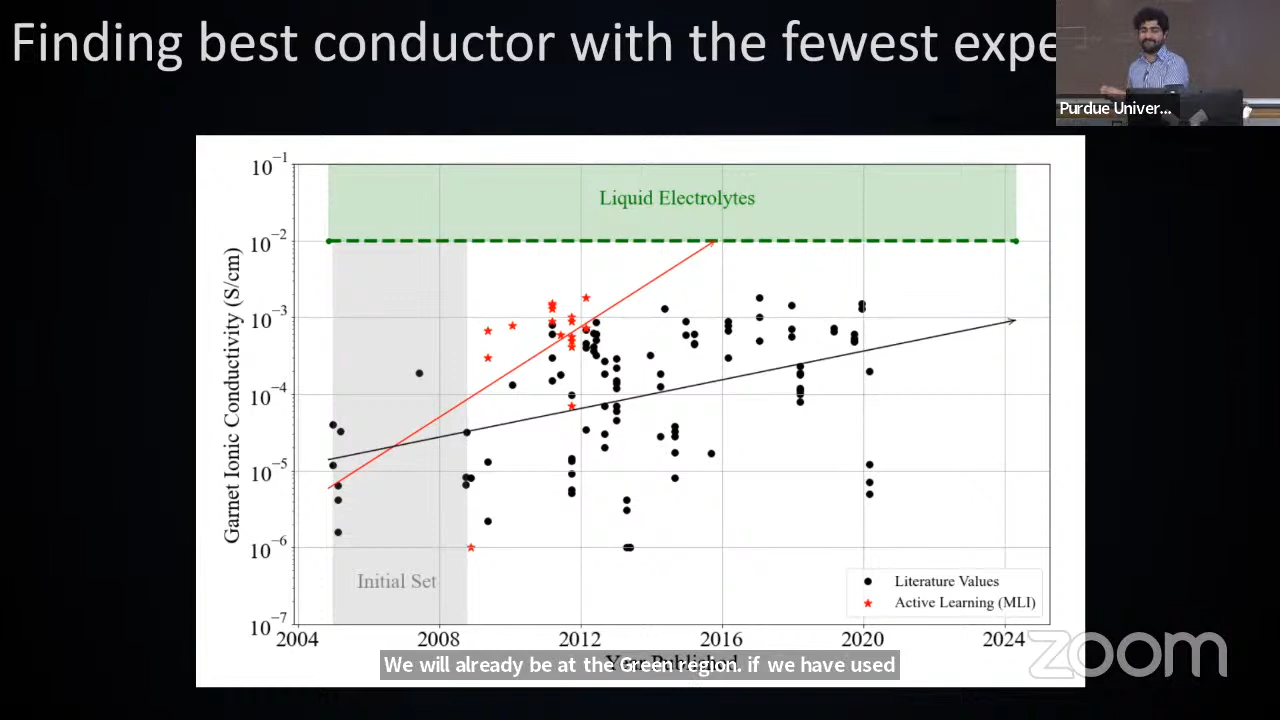 Finding best conductor with the fewest expe
Purdue Univer...
10⁻¹
10⁻²
10⁻³
10⁻⁴
10⁻⁵
10⁻⁶
10⁻⁷
Garnet Ionic Conductivity (S/cm)
Liquid Electrolytes
Initial Set
Literature Values
Active Learning (MLI)
2004 2008 2012 2016 2020 2024
Year Published
We will already be at the Green region. if we have used
zoom